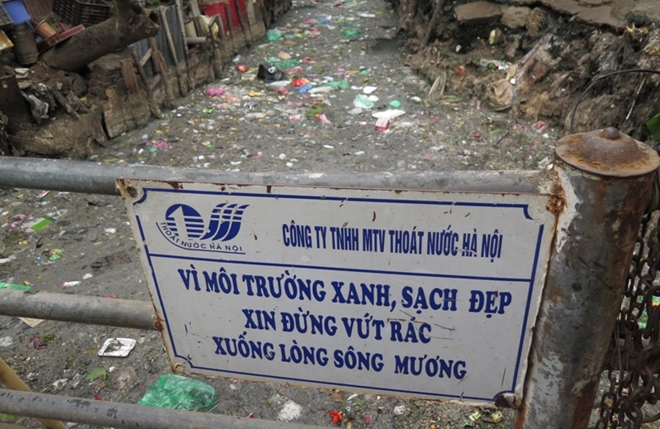 THOÁT NƯỚC HÀ NỘI
CÔNG TY TNHH MTV THOÁT NƯỚC HÀ NỘI
VÌ MÔI TRƯỜNG XANH, SẠCH ĐẸP
XIN ĐỪNG VỨT RÁC
XUỐNG LÒNG SÔNG MƯƠNG